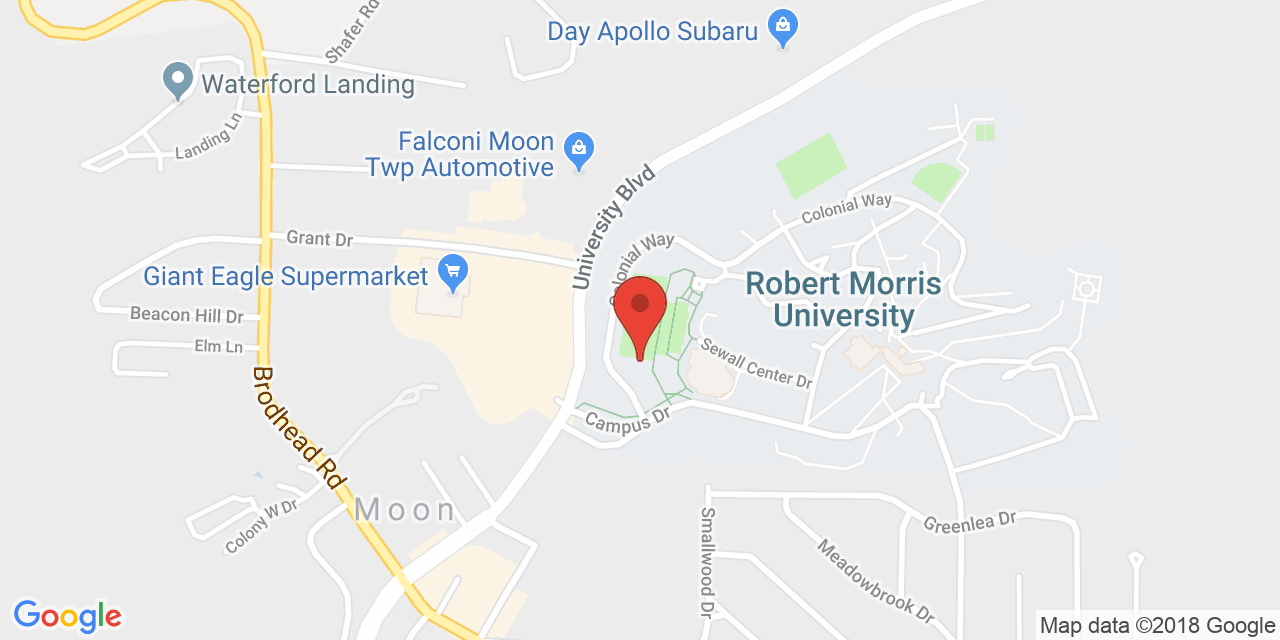 Shafer Rd
Day Apollo Subaru
Waterford Landing
Landing Ln
Falconi Moon
Twp Automotive
University Blvd
Colonial Way
Grant Dr
Colonial Way
Giant Eagle Supermarket
Robert Morris
University
Beacon Hill Dr
Elm Ln
Sewall Center Dr
Brodhead Rd
Campus Dr
Moon
Colony W Dr
Smallwood Dr
Greenlea Dr
Meadowbrook Dr
Google
Map data ©2018 Google